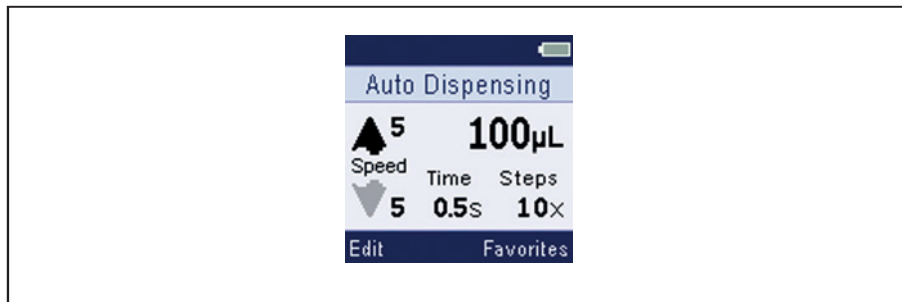 Auto Dispensing
5 100µL
Speed
Time Steps
5 0.5s 10x
Edit Favorites